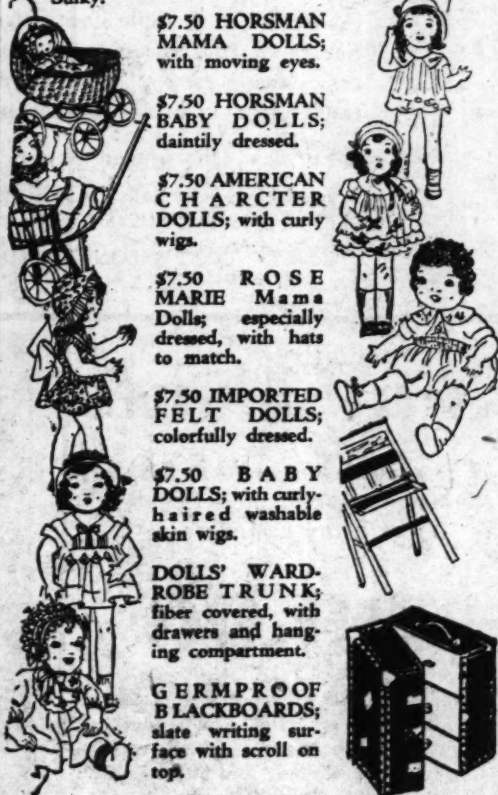 Sulky.
$7.50 HORSMAN
MAMA DOLLS;
with moving eyes.
$7.50 HORSMAN
BABY DOLLS;
daintily dressed.
$7.50 AMERICAN
CHARCTER
DOLLS; with curly
wigs.
$7.50 ROSE
MARIE Mama
Dolls; especially
dressed, with hats
to match.
$7.50 IMPORTED
FELT DOLLS;
colorfully dressed.
$7.50 BABY
DOLLS; with curly-
haired washable
skin wigs.
DOLLS' WARD-
ROBE TRUNK;
fiber covered, with
drawers and hang-
ing compartment.
GERMPROOF
BLACKBOARDS;
slate writing sur-
face with scroll on
top.